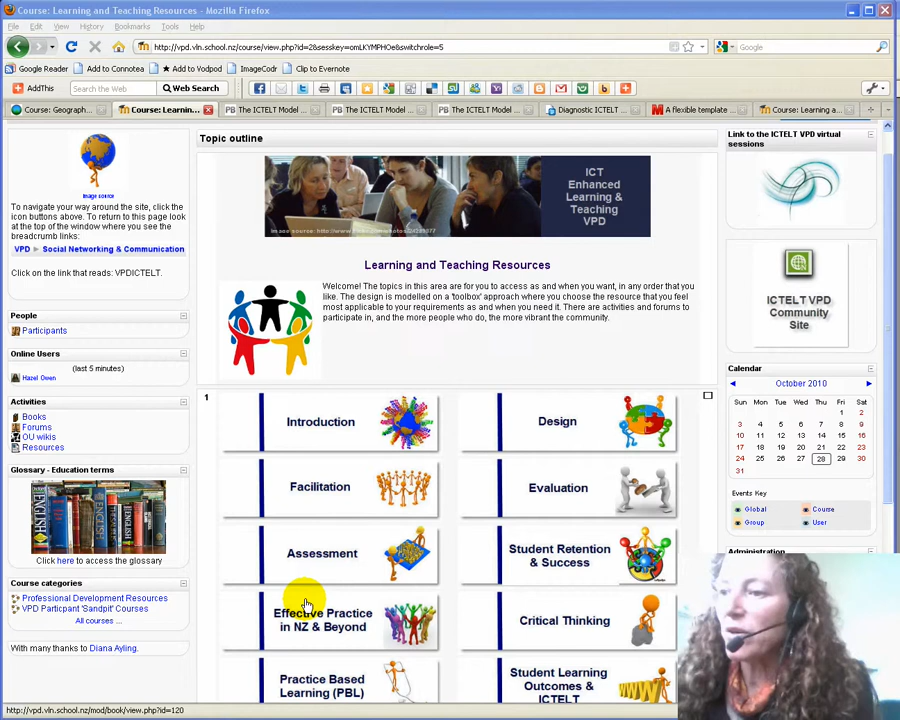 Course: Learning and Teaching Resources - Mozilla Firefox
File Edit View History Bookmarks Tools Help
http://vpd.vln.school.nz/course/view.php?id=2&sesskey=omLKYMPHOe&switchrole=5
Google
Google Reader Add to Connotea Add to Vodpod ImageCodr Clip to Evernote
AddThis Search the Web Web Search
Course: Geograph... Course: Learnin... The ICTELT Model ... The ICTELT Model ... The ICTELT Model ... Diagnostic ICTELT ... A flexible template ... Course: Learning a...
Image source
To navigate your way around the site, click the
icon buttons above. To return to this page look
at the top of the window where you see the
breadcrumb links:
VPD ► Social Networking & Communication
Click on the link that reads: VPDICTELT.
People
Participants
Online Users
(last 5 minutes)
Hazel Owen
Activities
Books
Forums
OU wikis
Resources
Glossary - Education terms
Click here to access the glossary
Course categories
Professional Development Resources
VPD Particpant 'Sandpit' Courses
All courses ...
With many thanks to Diana Ayling.
Topic outline
ICT
Enhanced
Learning &
Teaching
VPD
Learning and Teaching Resources
Welcome! The topics in this area are for you to access as and when you want, in any order that you
like. The design is modelled on a 'toolbox' approach where you choose the resource that you feel
most applicable to your requirements as and when you need it. There are activities and forums to
participate in, and the more people who do, the more vibrant the community.
1
Introduction
Design
Facilitation
Evaluation
Assessment
Student Retention
& Success
Effective Practice
in NZ & Beyond
Critical Thinking
Practice Based
Learning (PBL)
Student Learning
Outcomes &
ICTELT
Link to the ICTELT VPD virtual
sessions
ICTELT VPD
Community
Site
Calendar
October 2010
Sun Mon Tue Wed Thu Fri Sat
1 2
3 4 5 6 7 8 9
10 11 12 13 14 15 16
17 18 19 20 21 22 23
24 25 26 27 28 29 30
31
Events Key
Global Course
Group User
Administration
http://vpd.vln.school.nz/mod/book/view.php?id=120